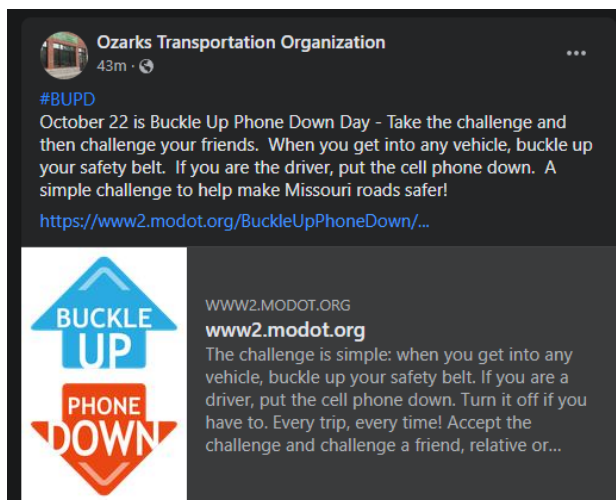 Ozarks Transportation Organization
43m ·
#BUPD
October 22 is Buckle Up Phone Down Day - Take the challenge and
then challenge your friends.  When you get into any vehicle, buckle up
your safety belt.  If you are the driver, put the cell phone down.  A
simple challenge to help make Missouri roads safer!
https://www2.modot.org/BuckleUpPhoneDown/...
BUCKLE
UP
PHONE
DOWN
WWW2.MODOT.ORG
www2.modot.org
The challenge is simple: when you get into any
vehicle, buckle up your safety belt. If you are a
driver, put the cell phone down. Turn it off if you
have to. Every trip, every time! Accept the
challenge and challenge a friend, relative or...